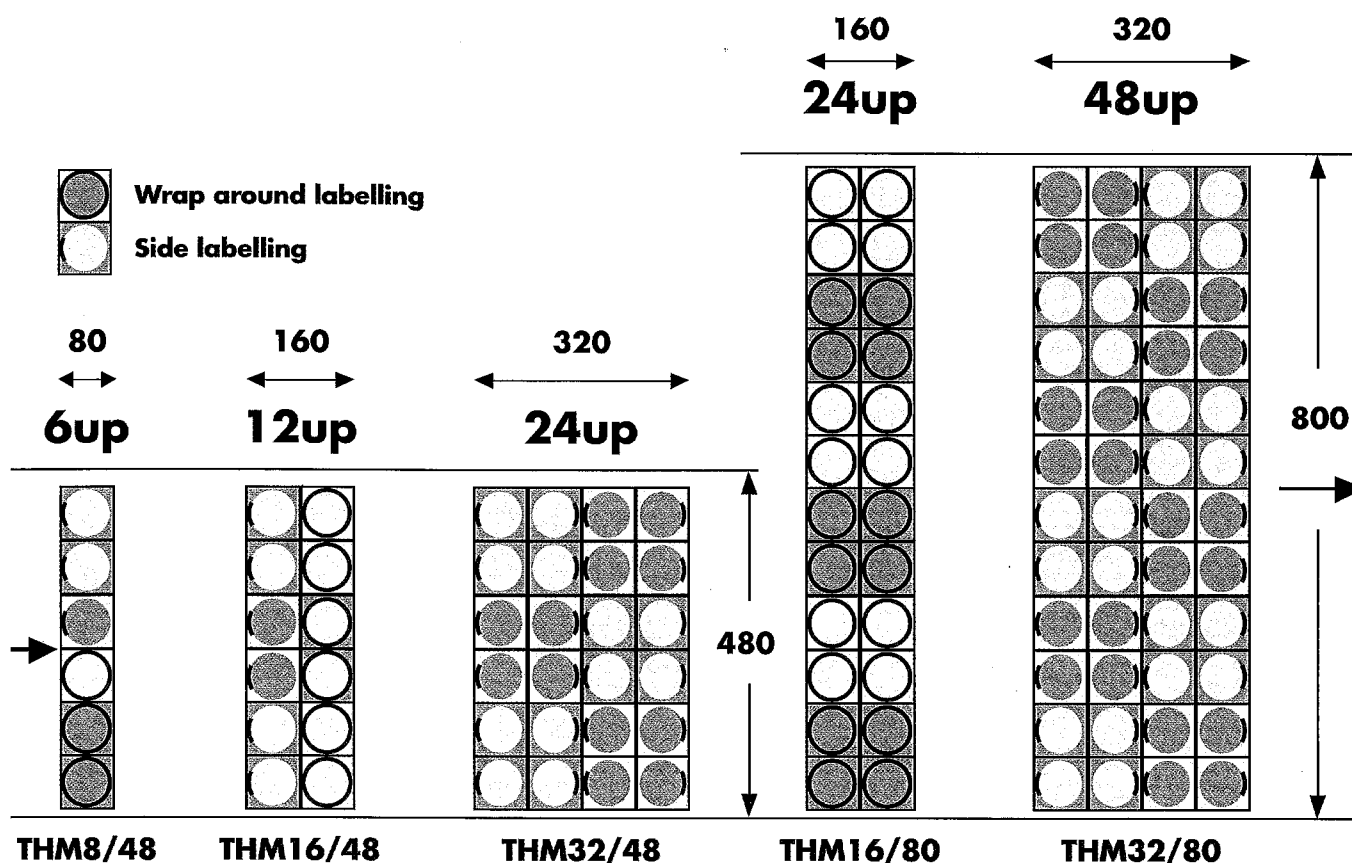 160 320
24up 48up
Wrap around labelling
Side labelling
80 160 320
6up 12up 24up
800
480
THM8/48 THM16/48 THM32/48 THM16/80 THM32/80